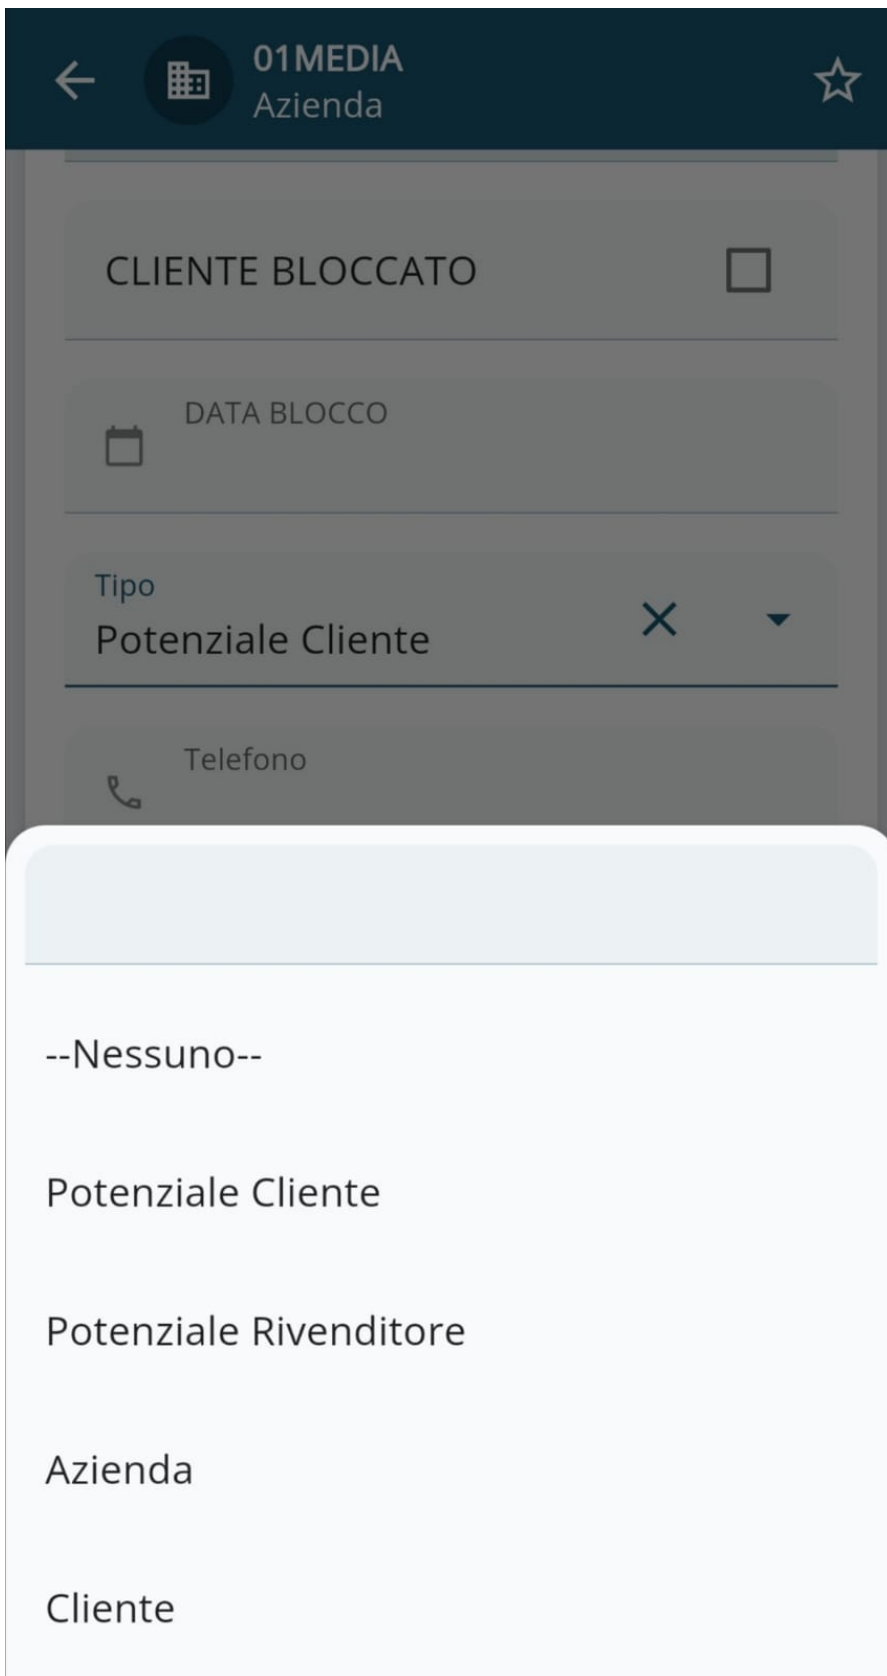 01MEDIA
Azienda
CLIENTE BLOCCATO
DATA BLOCCO
Tipo
Potenziale Cliente
Telefono
--Nessuno--
Potenziale Cliente
Potenziale Rivenditore
Azienda
Cliente